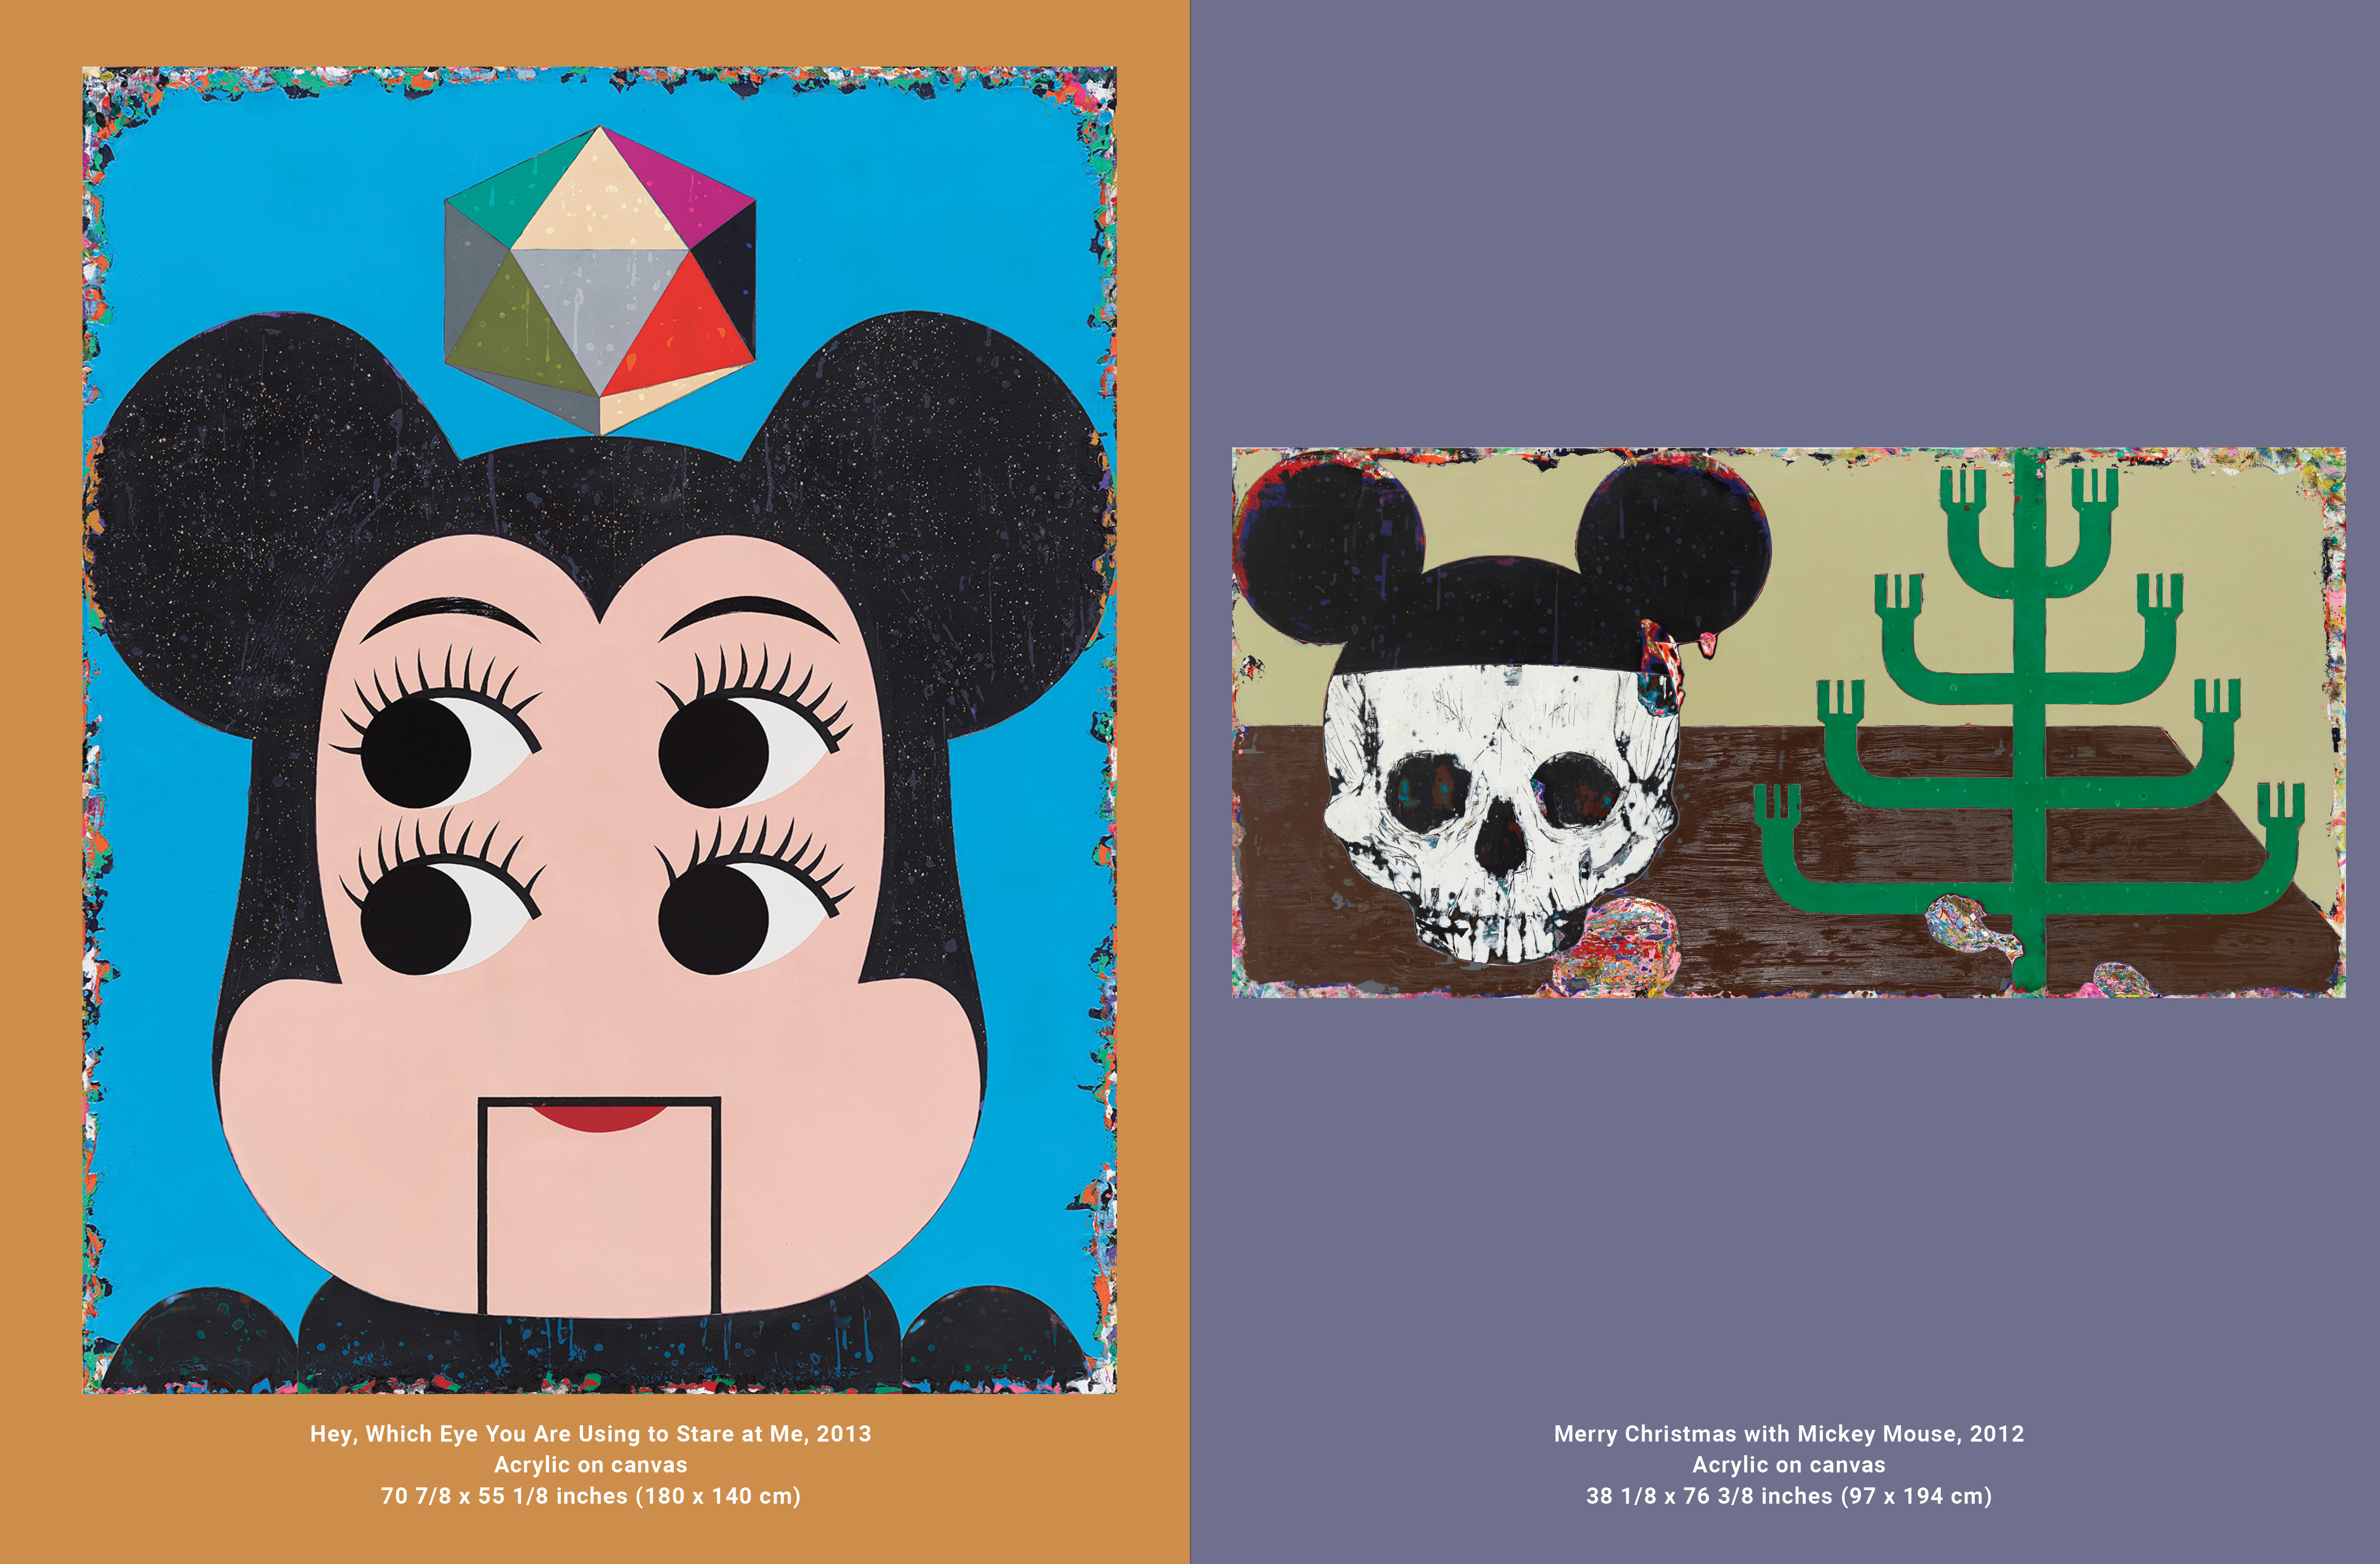 Hey, Which Eye You Are Using to Stare at Me, 2013
Acrylic on canvas
70 7/8 x 55 1/8 inches (180 x 140 cm)
Merry Christmas with Mickey Mouse, 2012
Acrylic on canvas
38 1/8 x 76 3/8 inches (97 x 194 cm)